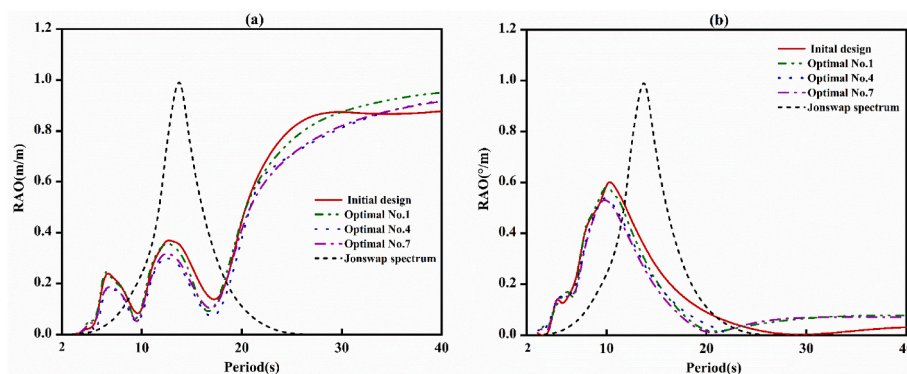 (a)
1.2
1.0
0.8
0.6
0.4
0.2
0.0
RAO(m/m)
2
10
20
30
40
Period(s)
Initial design
Optimal No.1
Optimal No.4
Optimal No.7
Jonswap spectrum
(b)
1.2
1.0
0.8
0.6
0.4
0.2
0.0
RAO(°/m)
2
10
20
30
40
Period(s)
Inital design
Optimal No.1
Optimal No.4
Optimal No.7
Jonswap spectrum